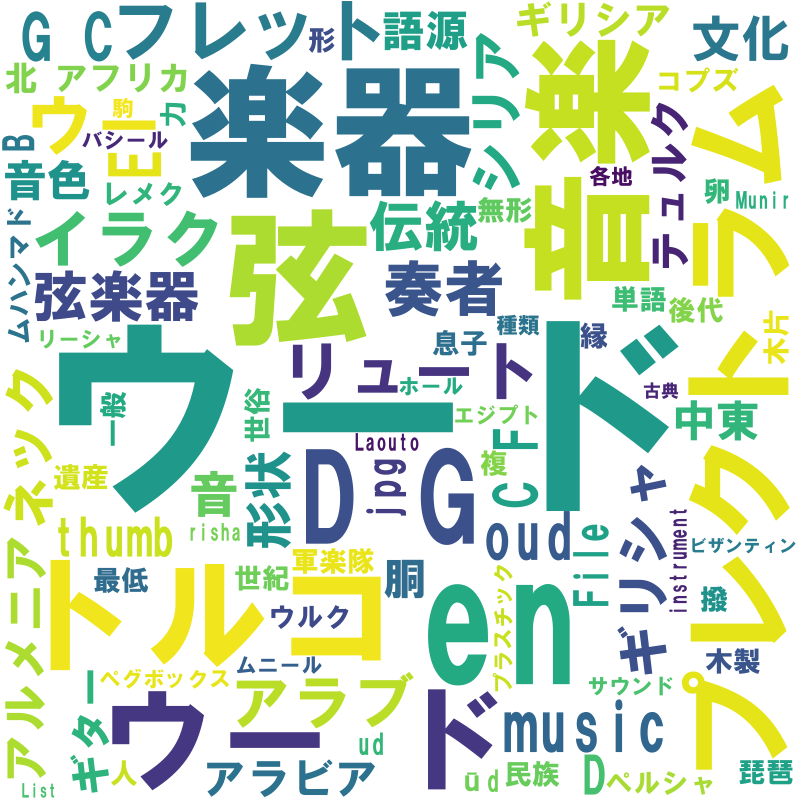 G C
フレット
形
語源
ギリシア
文化
北 アフリカ
ウ
駒
El
カ
楽器
シリア
音楽
コプズ
ラム
B
バシール
音色
レメク
各地
テュルク
卵
Munir
ムハンマド
イラク
弦
伝統
無形
弦楽器
奏者
単語
後代
リーシャ
息子
種類
縁
木片
ウード
リュート
ホール
古典
プレクトラム
アルメニアネック
一般
世俗
エジプト
中東
Laouto
D G
jpg
C F
複
遺産
音
形状
risha
thumb
oud
File
ギリシャ
instrument
ビザンティン
軍楽隊
最低
世紀
胴
en
プラスチック
撥
トルコ
ウルク
ムニール
木製
ペグボックス
アラブ
サウンド
ギター
ウード
music
人
アラビア
ud
ūd
民族
D
ペルシャ
琵琶
List